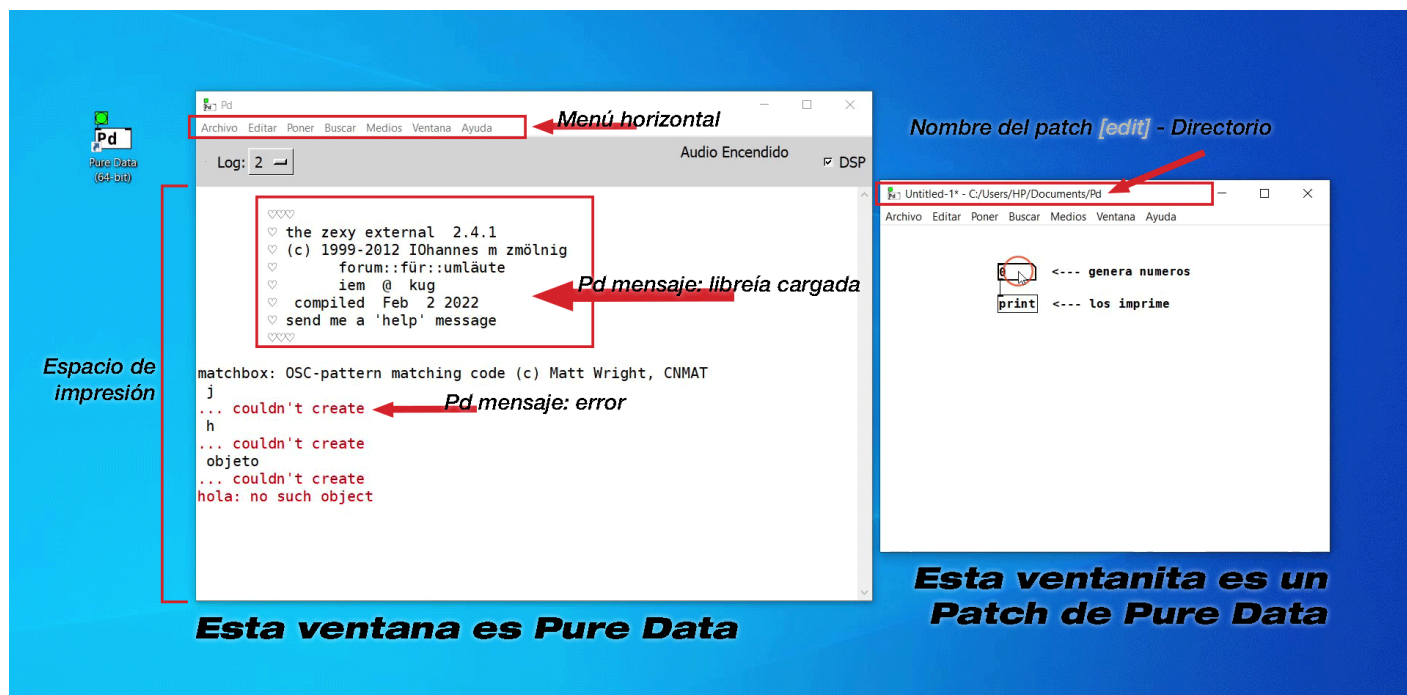 Pd
Pure Data
(64-bit)
Pd
Archivo Editar Poner Buscar Medios Ventana Ayuda
Menú horizontal
Log: 2
Audio Encendido
DSP
♡♡♡
♡ the zexy external 2.4.1
♡ (c) 1999-2012 IOhannes m zmölnig
♡ forum::für::umläute
♡ iem @ kug
♡ compiled Feb 2 2022
♡ send me a 'help' message
♡♡♡
Pd mensaje: libreía cargada
Espacio de
impresión
matchbox: OSC-pattern matching code (c) Matt Wright, CNMAT
j
... couldn't create
Pd mensaje: error
h
... couldn't create
objeto
... couldn't create
hola: no such object
Esta ventana es Pure Data
Nombre del patch [edit] - Directorio
Untitled-1* - C:/Users/HP/Documents/Pd
Archivo Editar Poner Buscar Medios Ventana Ayuda
0 <--- genera numeros
print <--- los imprime
Esta ventanita es un
Patch de Pure Data